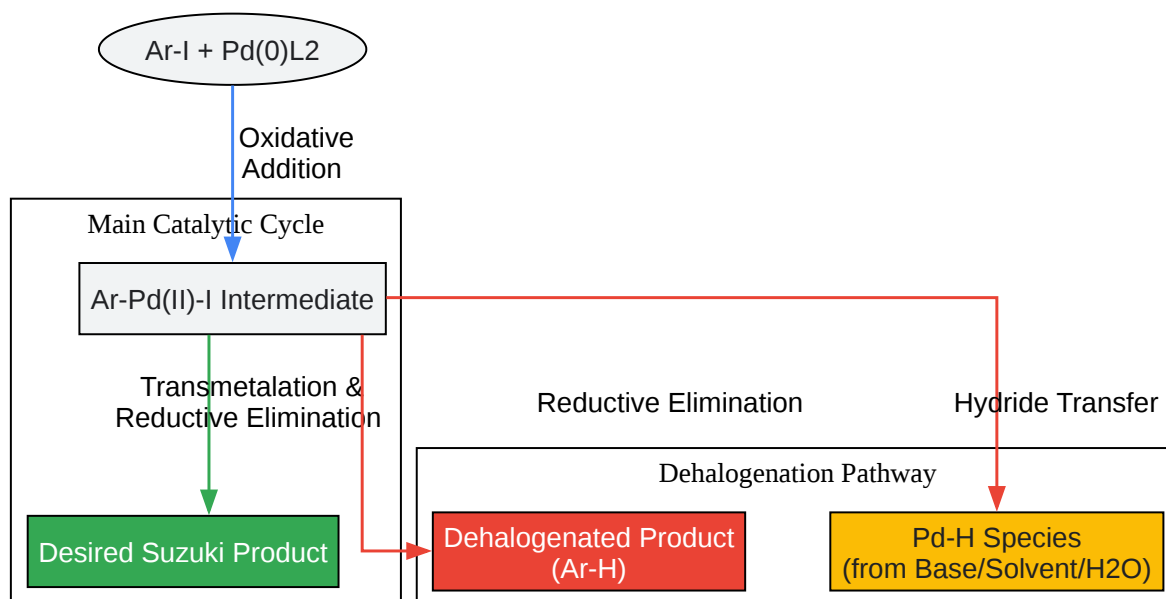 Ar-I + Pd(0)L2
Oxidative
Addition
Main Catalytic Cycle
Ar-Pd(II)-I Intermediate
Transmetalation &
Reductive Elimination
Reductive Elimination
Hydride Transfer
Dehalogenation Pathway
Desired Suzuki Product
Dehalogenated Product
(Ar-H)
Pd-H Species
(from Base/Solvent/H2O)